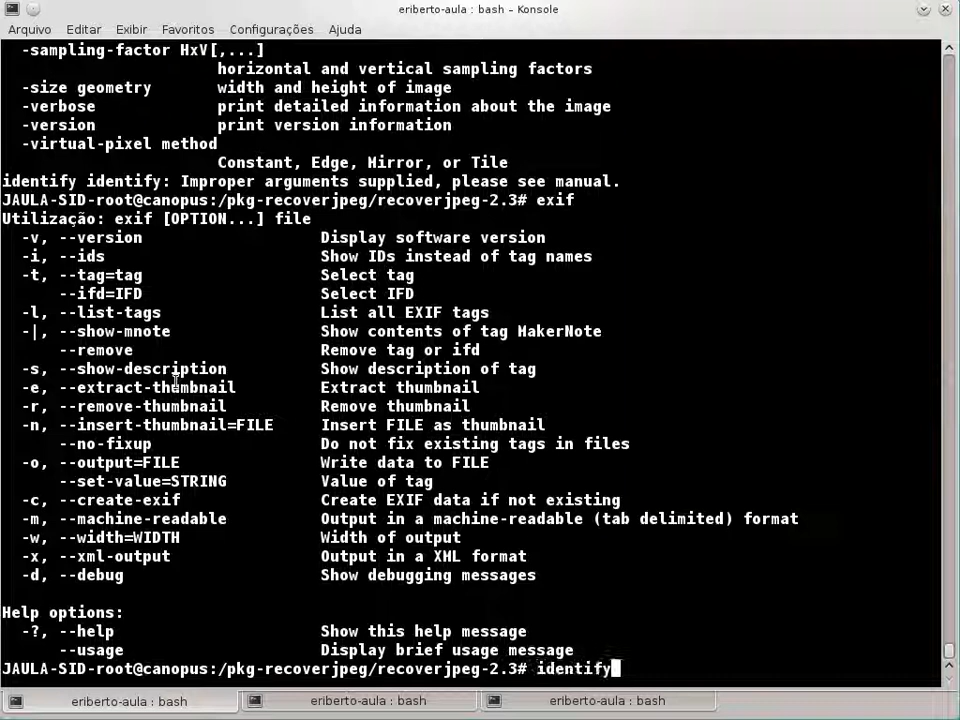 eriberto-aula : bash – Konsole
Arquivo Editar Exibir Favoritos Configurações Ajuda
-sampling-factor HxV[,...]
horizontal and vertical sampling factors
-size geometry width and height of image
-verbose print detailed information about the image
-version print version information
-virtual-pixel method
Constant, Edge, Mirror, or Tile
identify identify: Improper arguments supplied, please see manual.
JAULA-SID-root@canopus:/pkg-recoverjpeg/recoverjpeg-2.3# exif
Utilização: exif [OPTION...] file
-v, --version Display software version
-i, --ids Show IDs instead of tag names
-t, --tag=tag Select tag
--ifd=IFD Select IFD
-l, --list-tags List all EXIF tags
-|, --show-mnote Show contents of tag MakerNote
--remove Remove tag or ifd
-s, --show-description Show description of tag
-e, --extract-thumbnail Extract thumbnail
-r, --remove-thumbnail Remove thumbnail
-n, --insert-thumbnail=FILE Insert FILE as thumbnail
--no-fixup Do not fix existing tags in files
-o, --output=FILE Write data to FILE
--set-value=STRING Value of tag
-c, --create-exif Create EXIF data if not existing
-m, --machine-readable Output in a machine-readable (tab delimited) format
-w, --width=WIDTH Width of output
-x, --xml-output Output in a XML format
-d, --debug Show debugging messages
Help options:
-?, --help Show this help message
--usage Display brief usage message
JAULA-SID-root@canopus:/pkg-recoverjpeg/recoverjpeg-2.3# identify
eriberto-aula : bash eriberto-aula : bash eriberto-aula : bash